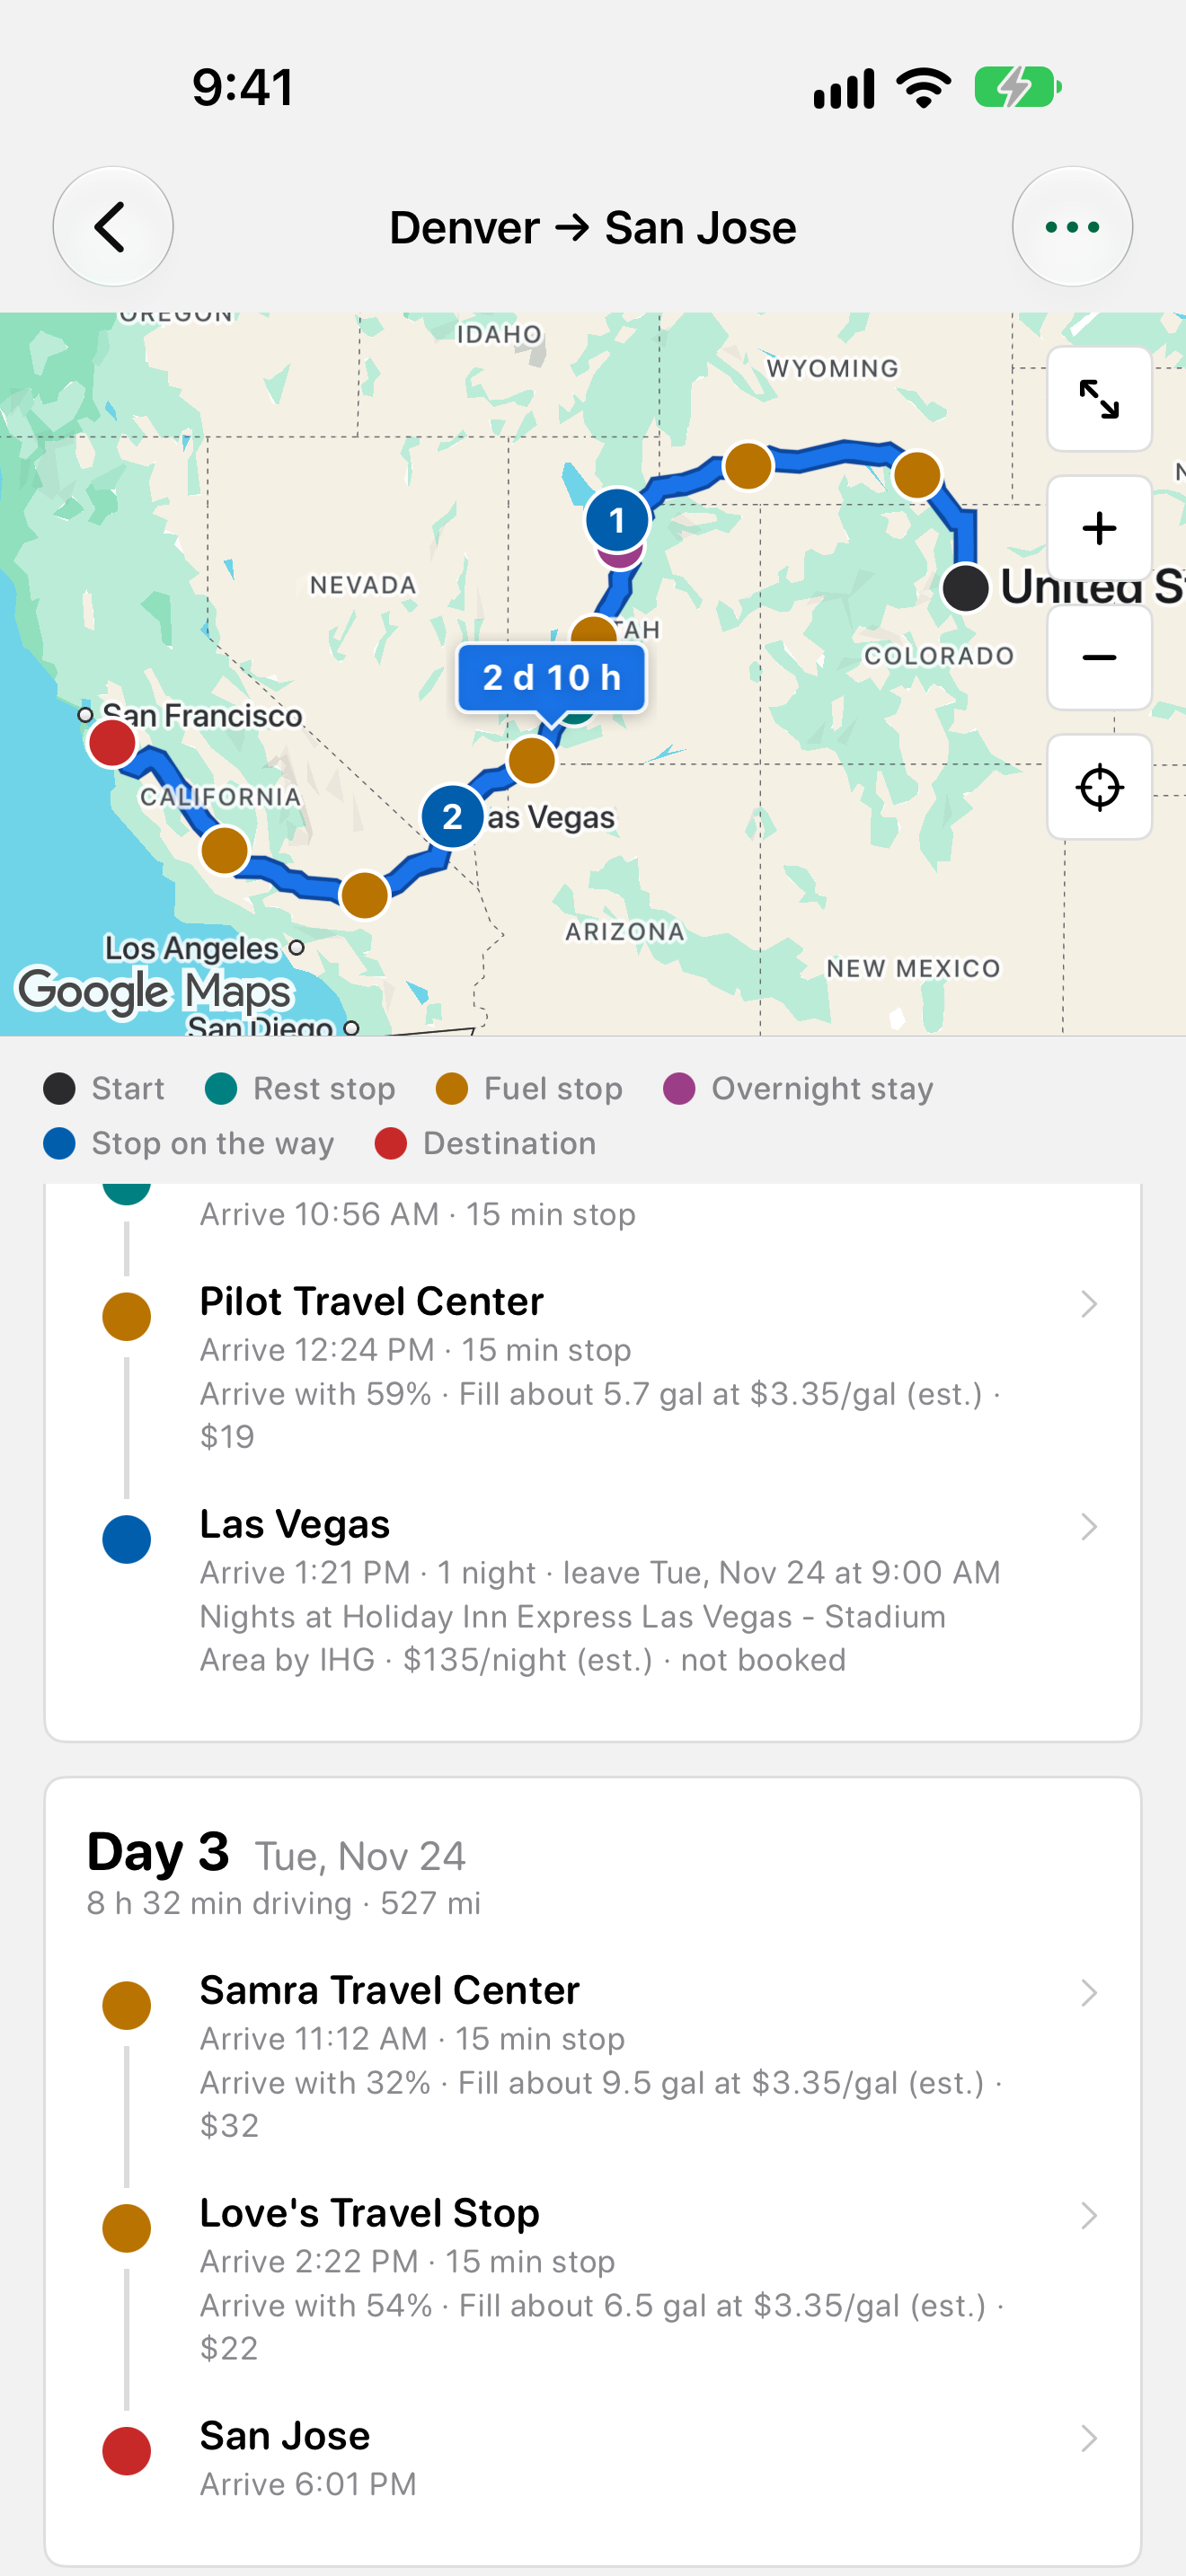 9:41
Denver → San Jose
OREGON
IDAHO
WYOMING
1
NEVADA
United S
TAH
COLORADO
2 d 10 h
San Francisco
CALIFORNIA
2
as Vegas
ARIZONA
Los Angeles
NEW MEXICO
Google Maps
San Diego
Start
Rest stop
Fuel stop
Overnight stay
Stop on the way
Destination
Arrive 10:56 AM · 15 min stop
Pilot Travel Center
Arrive 12:24 PM · 15 min stop
Arrive with 59% · Fill about 5.7 gal at $3.35/gal (est.) ·
$19
Las Vegas
Arrive 1:21 PM · 1 night · leave Tue, Nov 24 at 9:00 AM
Nights at Holiday Inn Express Las Vegas - Stadium
Area by IHG · $135/night (est.) · not booked
Day 3 Tue, Nov 24
8 h 32 min driving · 527 mi
Samra Travel Center
Arrive 11:12 AM · 15 min stop
Arrive with 32% · Fill about 9.5 gal at $3.35/gal (est.) ·
$32
Love's Travel Stop
Arrive 2:22 PM · 15 min stop
Arrive with 54% · Fill about 6.5 gal at $3.35/gal (est.) ·
$22
San Jose
Arrive 6:01 PM